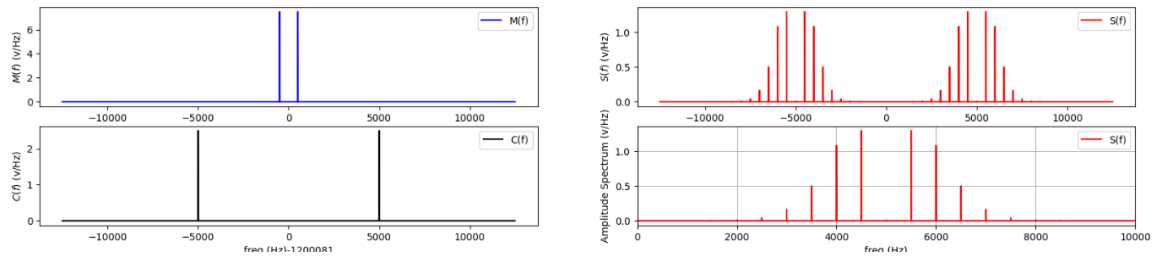 M(f)
M(f) (v/Hz)
6
4
2
0
−10000 −5000 0 5000 10000
C(f)
C(f) (v/Hz)
2
1
0
−10000 −5000 0 5000 10000
freq (Hz)-1200081
S(f)
S(f) (v/Hz)
1.0
0.5
0.0
−10000 −5000 0 5000 10000
S(f)
Amplitude Spectrum (v/Hz)
1.0
0.5
0.0
0 2000 4000 6000 8000 10000
freq (Hz)